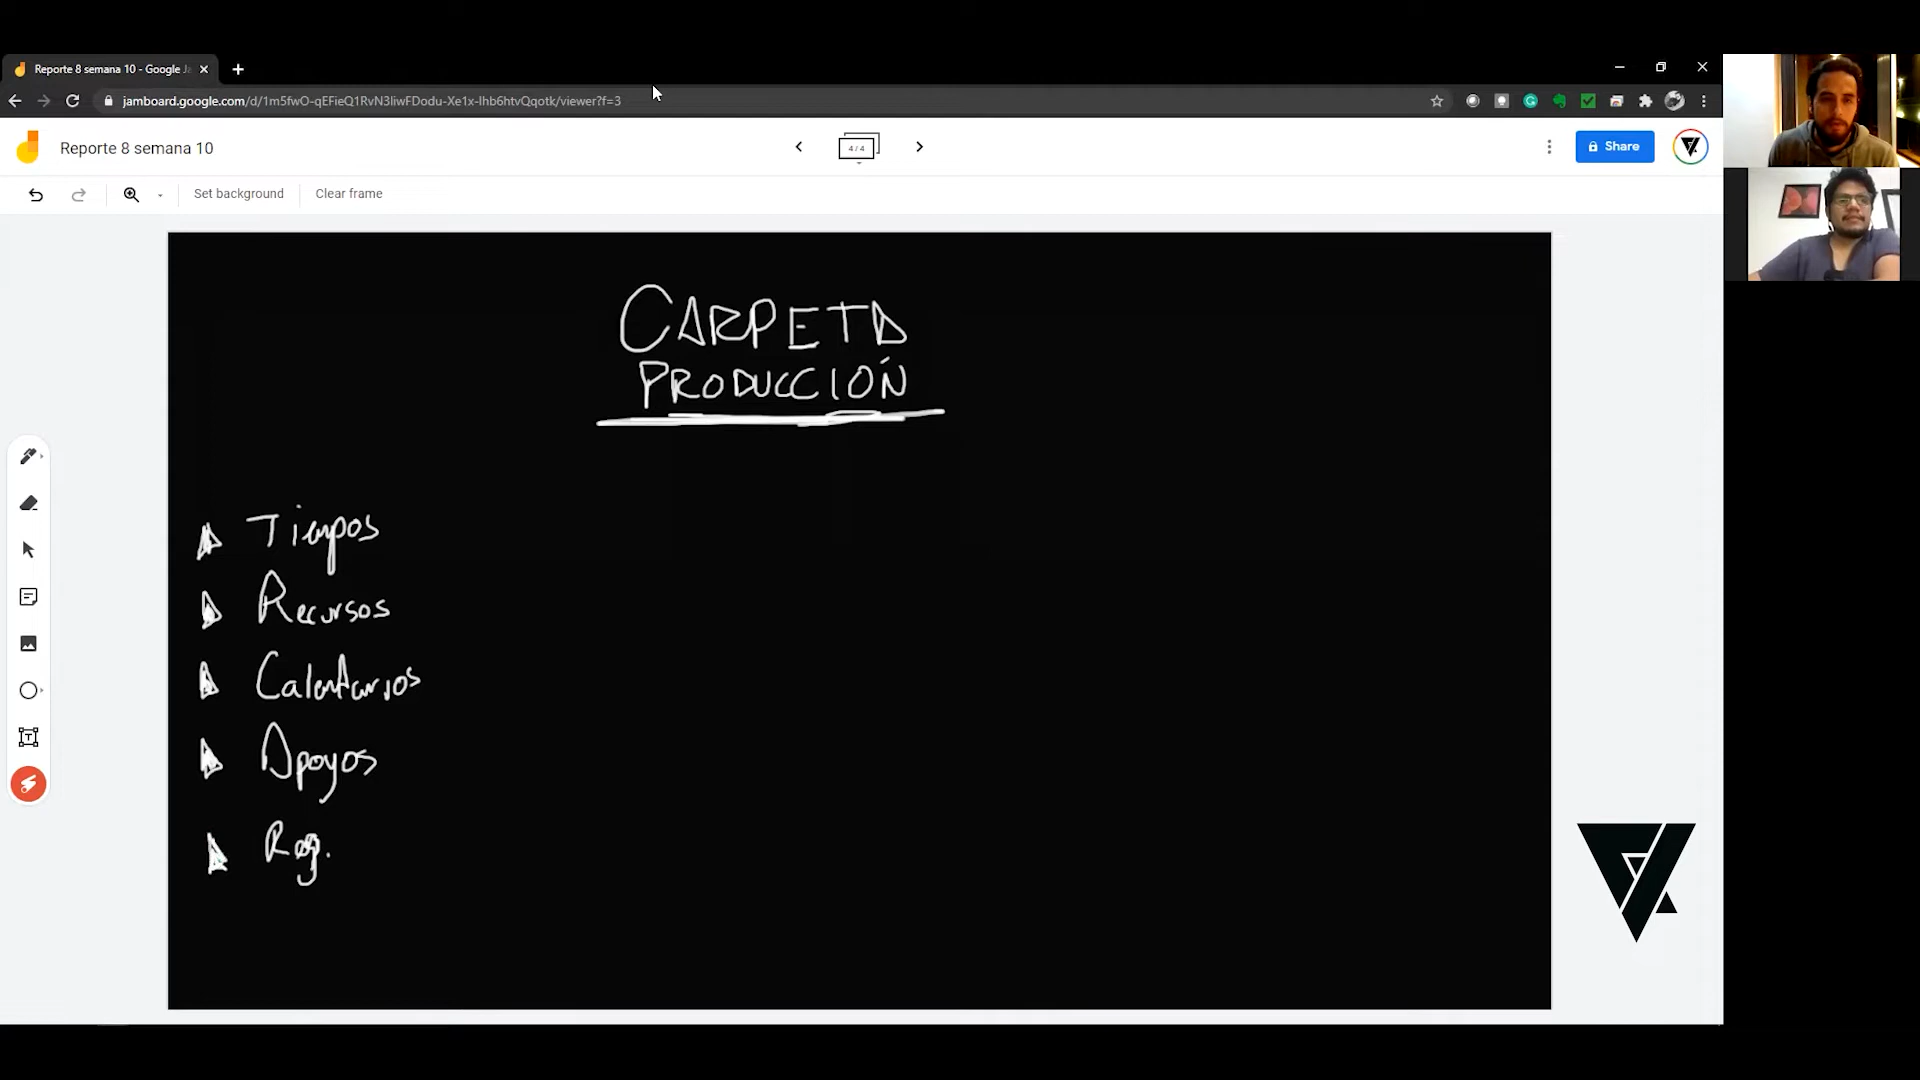 Reporte 8 semana 10 - Google Ja
jamboard.google.com/d/1m5fwO-qEFieQ1RvN3liwFDodu-Xe1x-Ihb6htvQqotk/viewer?f=3
Reporte 8 semana 10
4 / 4
Share
Set background
Clear frame
CARPETA
PRODUCCIÓN
Tiempos
Recursos
Calendarios
Apoyos